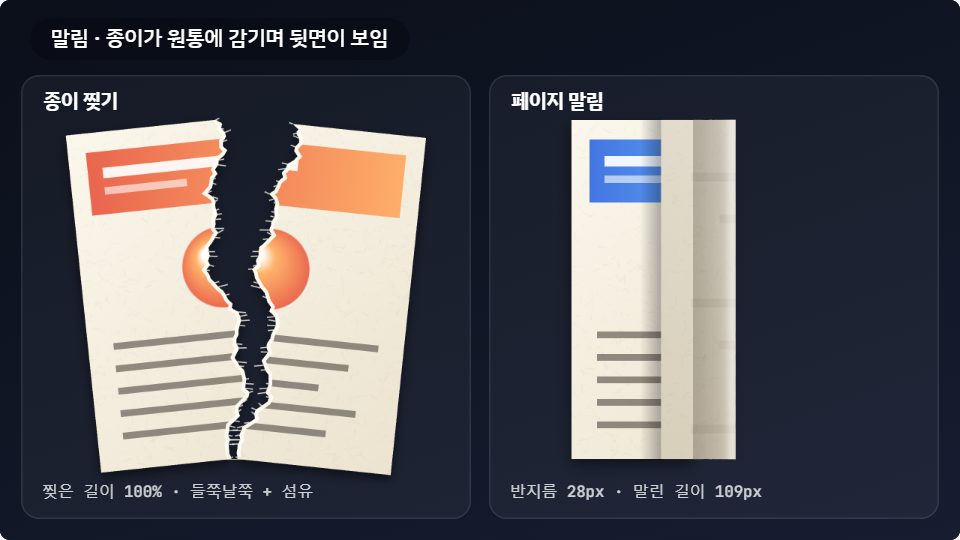 말림 · 종이가 원통에 감기며 뒷면이 보임
종이 찢기
페이지 말림
찢은 길이 100% · 들쭉날쭉 + 섬유
반지름 28px · 말린 길이 109px